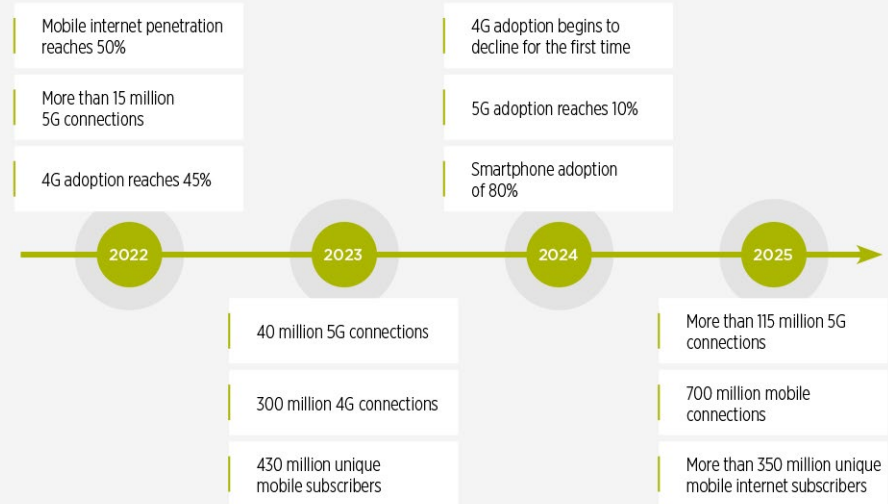 Mobile internet penetration
reaches 50%
More than 15 million
5G connections
4G adoption reaches 45%
4G adoption begins to
decline for the first time
5G adoption reaches 10%
Smartphone adoption
of 80%
2022
2023
2024
2025
40 million 5G connections
300 million 4G connections
430 million unique
mobile subscribers
More than 115 million 5G
connections
700 million mobile
connections
More than 350 million unique
mobile internet subscribers